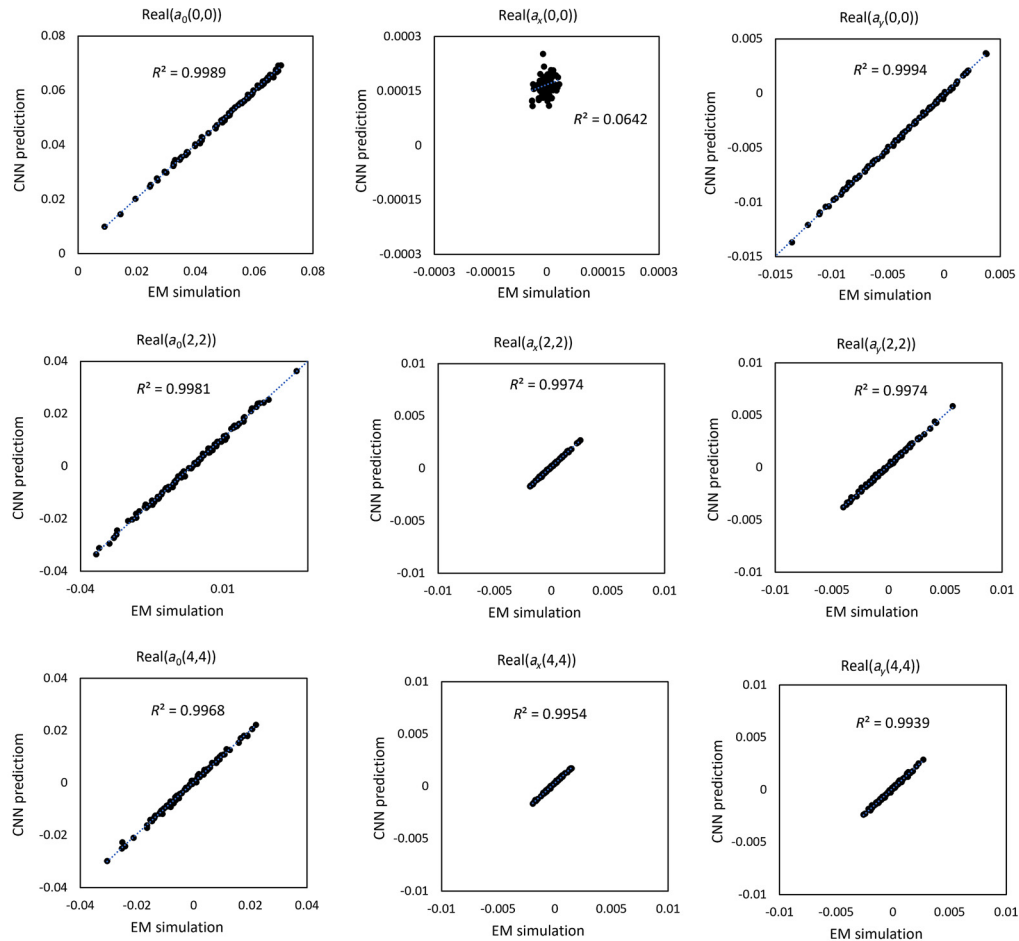 Real(a₀(0,0))
0.08
0.06
0.04
0.02
0
CNN prediction
R² = 0.9989
0
0.02
0.04
0.06
0.08
EM simulation
Real(aₓ(0,0))
0.0003
0.00015
0
-0.00015
-0.0003
CNN prediction
R² = 0.0642
-0.0003
-0.00015
0
0.00015
0.0003
EM simulation
Real(aᵧ(0,0))
0.005
0
-0.005
-0.01
-0.015
CNN prediction
R² = 0.9994
-0.015
-0.01
-0.005
0
0.005
EM simulation
Real(a₀(2,2))
0.04
0.02
0
-0.02
-0.04
CNN predictiom
R² = 0.9981
-0.04
0.01
EM simulation
Real(aₓ(2,2))
0.01
0.005
0
-0.005
-0.01
CNN predictiom
R² = 0.9974
-0.01
-0.005
0
0.005
0.01
EM simulation
Real(aᵧ(2,2))
0.01
0.005
0
-0.005
-0.01
CNN predictiom
R² = 0.9974
-0.01
-0.005
0
0.005
0.01
EM simulation
Real(a₀(4,4))
0.04
0.02
0
-0.02
-0.04
CNN predictiom
R² = 0.9968
-0.04
-0.02
0
0.02
0.04
EM simulation
Real(aₓ(4,4))
0.01
0.005
0
-0.005
-0.01
CNN predictiom
R² = 0.9954
-0.01
-0.005
0
0.005
0.01
EM simulation
Real(aᵧ(4,4))
0.01
0.005
0
-0.005
-0.01
CNN predictiom
R² = 0.9939
-0.01
-0.005
0
0.005
0.01
EM simulation